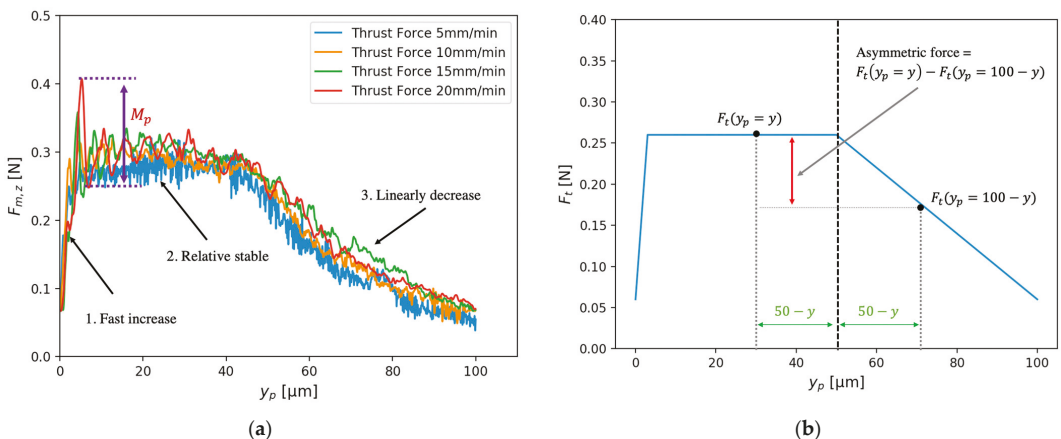 0.5
0.4
0.3
0.2
0.1
0.0
F_{m,z} [N]
0
20
40
60
80
100
y_p [μm]
Thrust Force 5mm/min
Thrust Force 10mm/min
Thrust Force 15mm/min
Thrust Force 20mm/min
M_p
3. Linearly decrease
2. Relative stable
1. Fast increase
(a)
0.40
0.35
0.30
0.25
0.20
0.15
0.10
0.05
0.00
F_t [N]
0
20
40
60
80
100
y_p [μm]
Asymmetric force =
F_t(y_p = y) − F_t(y_p = 100 − y)
F_t(y_p = y)
F_t(y_p = 100 − y)
50 − y
50 − y
(b)